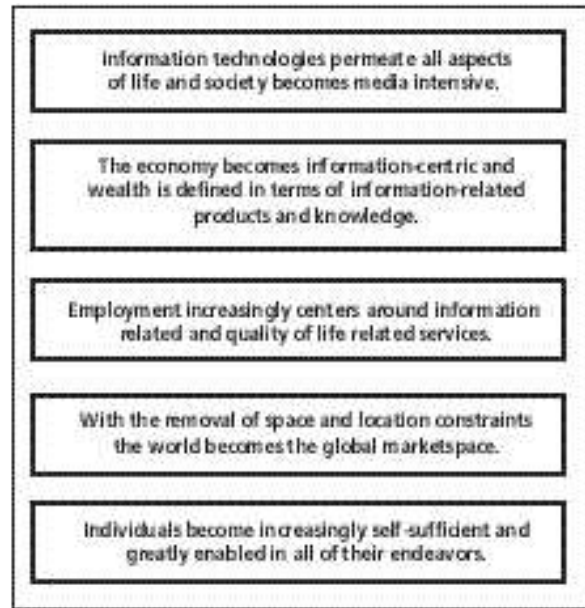 Information technologies permeate all aspects
of life and society becomes media intensive.
The economy becomes information-centric and
wealth is defined in terms of information-related
products and knowledge.
Employment increasingly centers around information
related and quality of life related services.
With the removal of space and location constraints
the world becomes the global marketspace.
Individuals become increasingly self-sufficient and
greatly enabled in all of their endeavors.